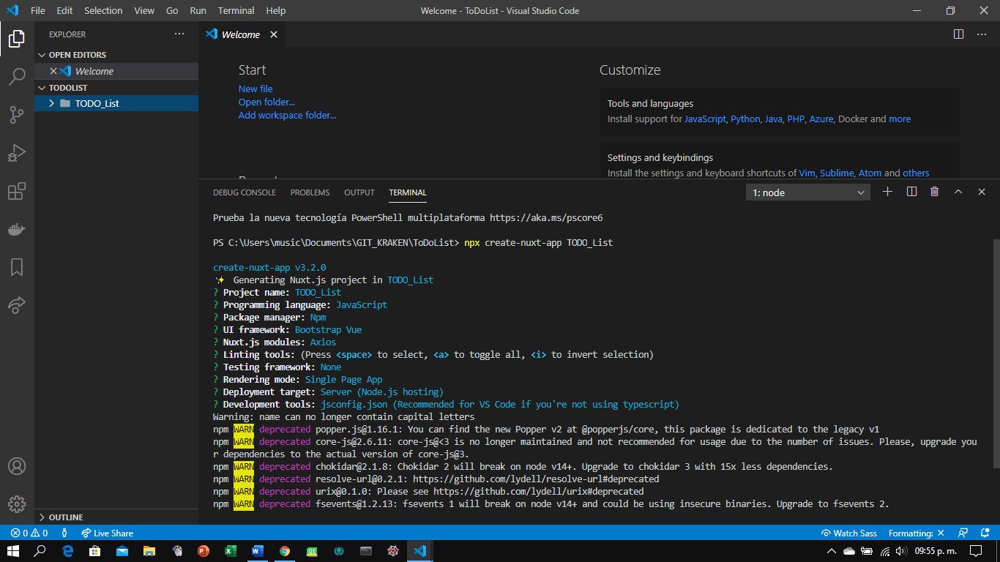 File Edit Selection View Go Run Terminal Help
Welcome - ToDoList - Visual Studio Code
EXPLORER
OPEN EDITORS
Welcome
TODOLIST
TODO_List
OUTLINE
Welcome
Start
New file
Open folder...
Add workspace folder...
Customize
Tools and languages
Install support for JavaScript, Python, Java, PHP, Azure, Docker and more
Settings and keybindings
Install the settings and keyboard shortcuts of Vim, Sublime, Atom and others
DEBUG CONSOLE PROBLEMS OUTPUT TERMINAL
1: node
Prueba la nueva tecnología PowerShell multiplataforma https://aka.ms/pscore6
PS C:\Users\music\Documents\GIT_KRAKEN\ToDoList> npx create-nuxt-app TODO_List
create-nuxt-app v3.2.0
✨ Generating Nuxt.js project in TODO_List
? Project name: TODO_List
? Programming language: JavaScript
? Package manager: Npm
? UI framework: Bootstrap Vue
? Nuxt.js modules: Axios
? Linting tools: (Press <space> to select, <a> to toggle all, <i> to invert selection)
? Testing framework: None
? Rendering mode: Single Page App
? Deployment target: Server (Node.js hosting)
? Development tools: jsconfig.json (Recommended for VS Code if you're not using typescript)
Warning: name can no longer contain capital letters
npm WARN deprecated popper.js@1.16.1: You can find the new Popper v2 at @popperjs/core, this package is dedicated to the legacy v1
npm WARN deprecated core-js@2.6.11: core-js@<3 is no longer maintained and not recommended for usage due to the number of issues. Please, upgrade you
r dependencies to the actual version of core-js@3.
npm WARN deprecated chokidar@2.1.8: Chokidar 2 will break on node v14+. Upgrade to chokidar 3 with 15x less dependencies.
npm WARN deprecated resolve-url@0.2.1: https://github.com/lydell/resolve-url#deprecated
npm WARN deprecated urix@0.1.0: Please see https://github.com/lydell/urix#deprecated
npm WARN deprecated fsevents@1.2.13: fsevents 1 will break on node v14+ and could be using insecure binaries. Upgrade to fsevents 2.
0 0 Live Share
Watch Sass Formatting: ✕
09:55 p. m.